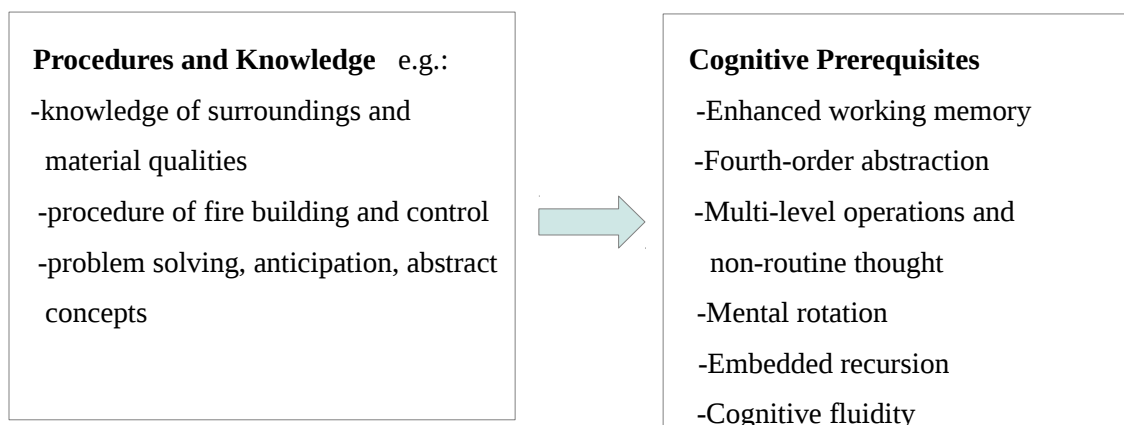 Procedures and Knowledge e.g.:
-knowledge of surroundings and
material qualities
-procedure of fire building and control
-problem solving, anticipation, abstract
concepts
Cognitive Prerequisites
-Enhanced working memory
-Fourth-order abstraction
-Multi-level operations and
non-routine thought
-Mental rotation
-Embedded recursion
-Cognitive fluidity